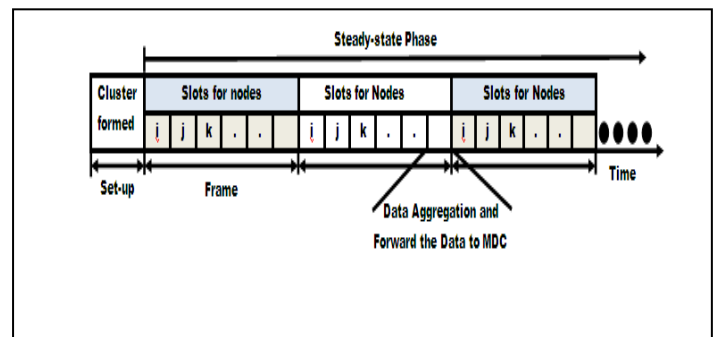 Steady-state Phase
Cluster formed
Slots for nodes
Slots for Nodes
Slots for Nodes
i j k . .
i j k . .
i j k . .
Set-up
Frame
Time
Data Aggregation and
Forward the Data to MDC